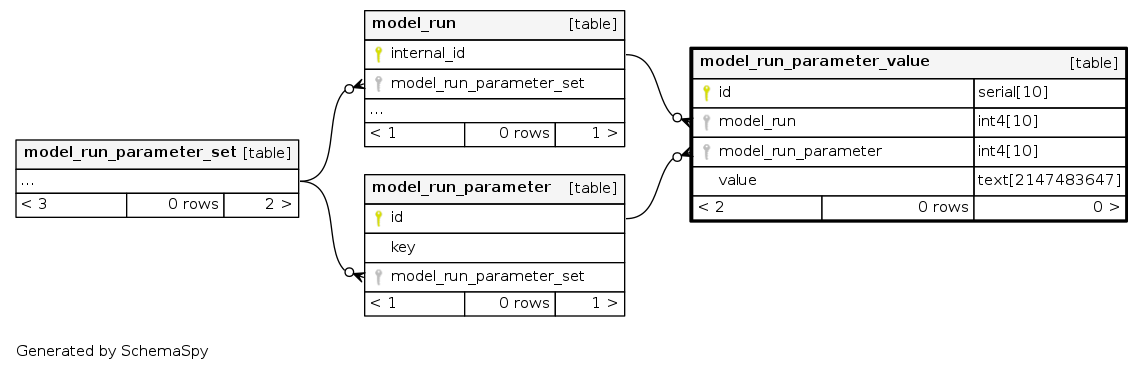 model_run [table]
internal_id
model_run_parameter_set
...
< 1 0 rows 1 >
model_run_parameter_value [table]
id serial[10]
model_run int4[10]
model_run_parameter int4[10]
value text[2147483647]
< 2 0 rows 0 >
model_run_parameter_set [table]
...
< 3 0 rows 2 >
model_run_parameter [table]
id
key
model_run_parameter_set
< 1 0 rows 1 >
Generated by SchemaSpy